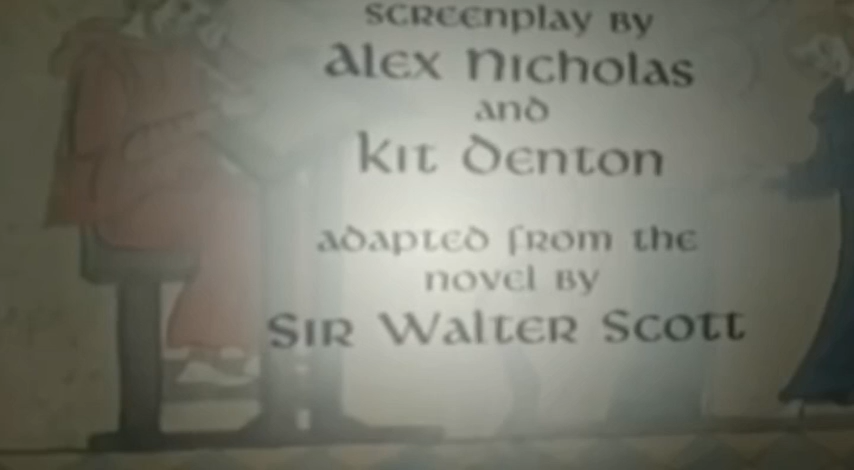 screenplay by
Alex Nicholas
and
Kit Denton
adapted from the
novel by
Sir Walter Scott